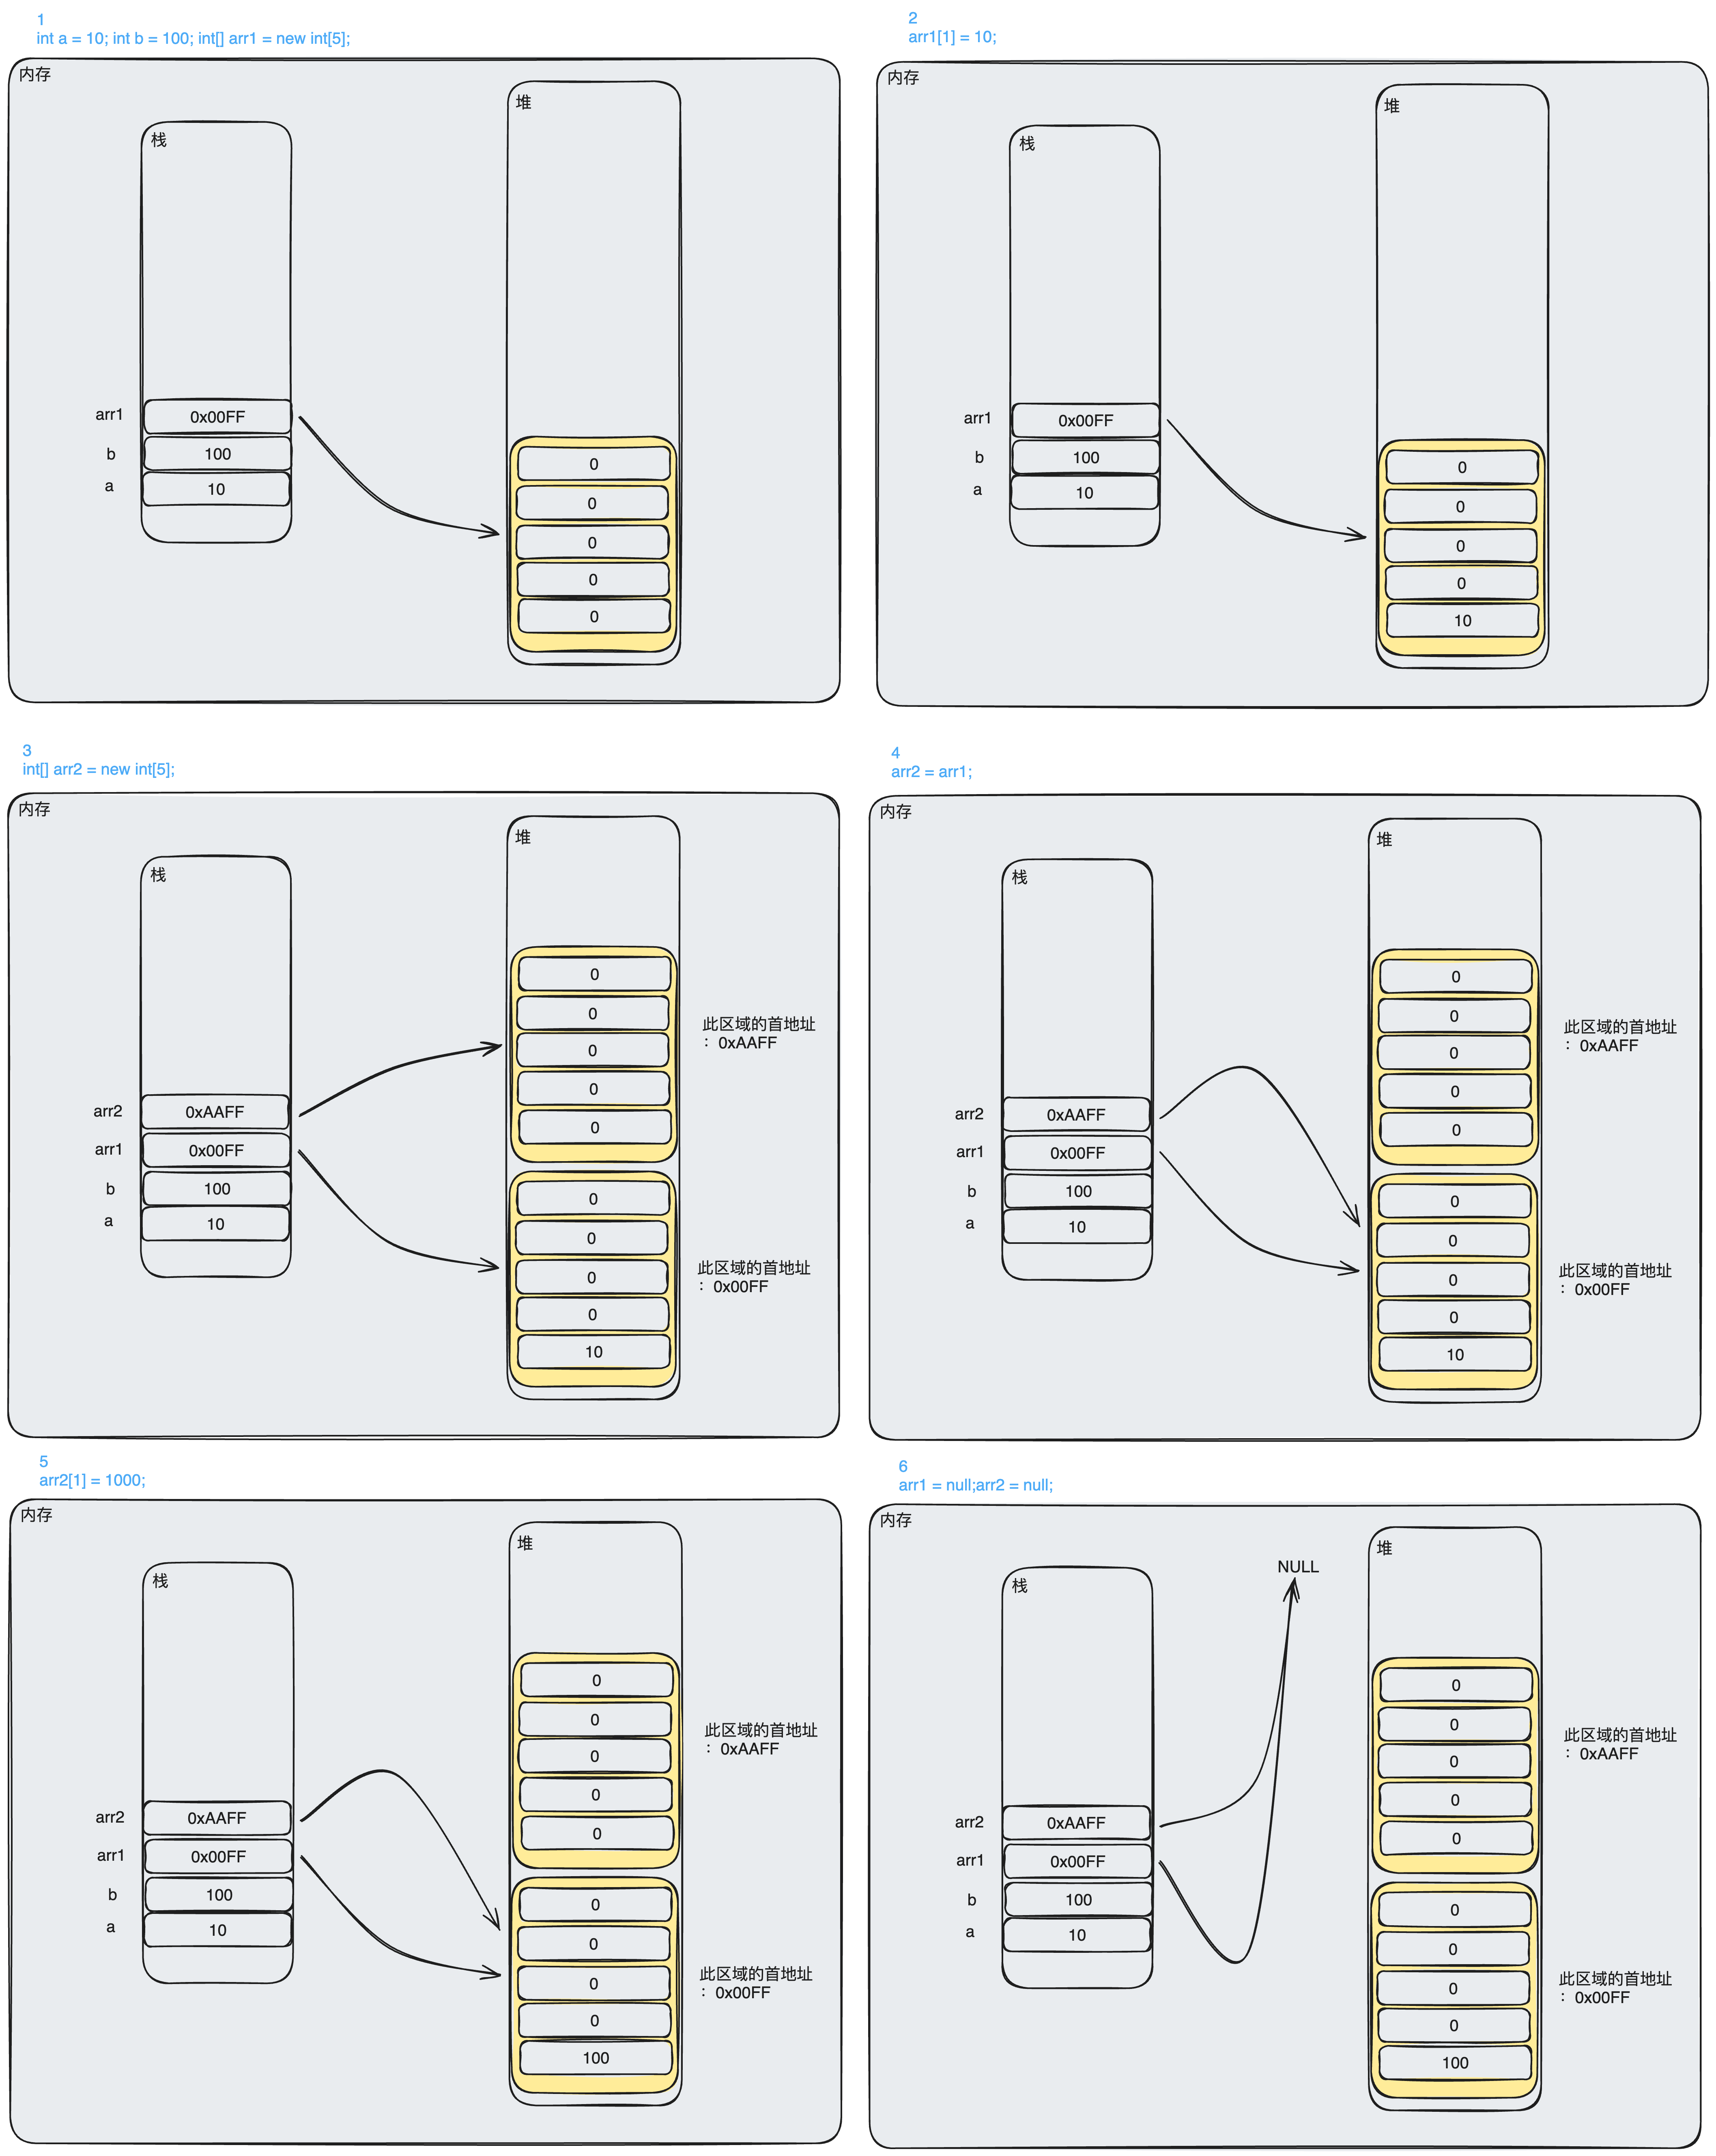 1
int a = 10; int b = 100; int[] arr1 = new int[5];
内存
栈
堆
arr1
0x00FF
b
100
a
10
0
0
0
0
0
2
arr1[1] = 10;
内存
栈
堆
arr1
0x00FF
b
100
a
10
0
0
0
0
10
3
int[] arr2 = new int[5];
内存
栈
堆
arr2
0xAAFF
arr1
0x00FF
b
100
a
10
0
0
0
0
0
此区域的首地址
：0xAAFF
0
0
0
0
10
此区域的首地址
：0x00FF
4
arr2 = arr1;
内存
栈
堆
arr2
0xAAFF
arr1
0x00FF
b
100
a
10
0
0
0
0
0
此区域的首地址
：0xAAFF
0
0
0
0
10
此区域的首地址
：0x00FF
5
arr2[1] = 1000;
内存
栈
堆
arr2
0xAAFF
arr1
0x00FF
b
100
a
10
0
0
0
0
0
此区域的首地址
：0xAAFF
0
0
0
0
100
此区域的首地址
：0x00FF
6
arr1 = null;arr2 = null;
内存
栈
NULL
堆
arr2
0xAAFF
arr1
0x00FF
b
100
a
10
0
0
0
0
0
此区域的首地址
：0xAAFF
0
0
0
0
100
此区域的首地址
：0x00FF